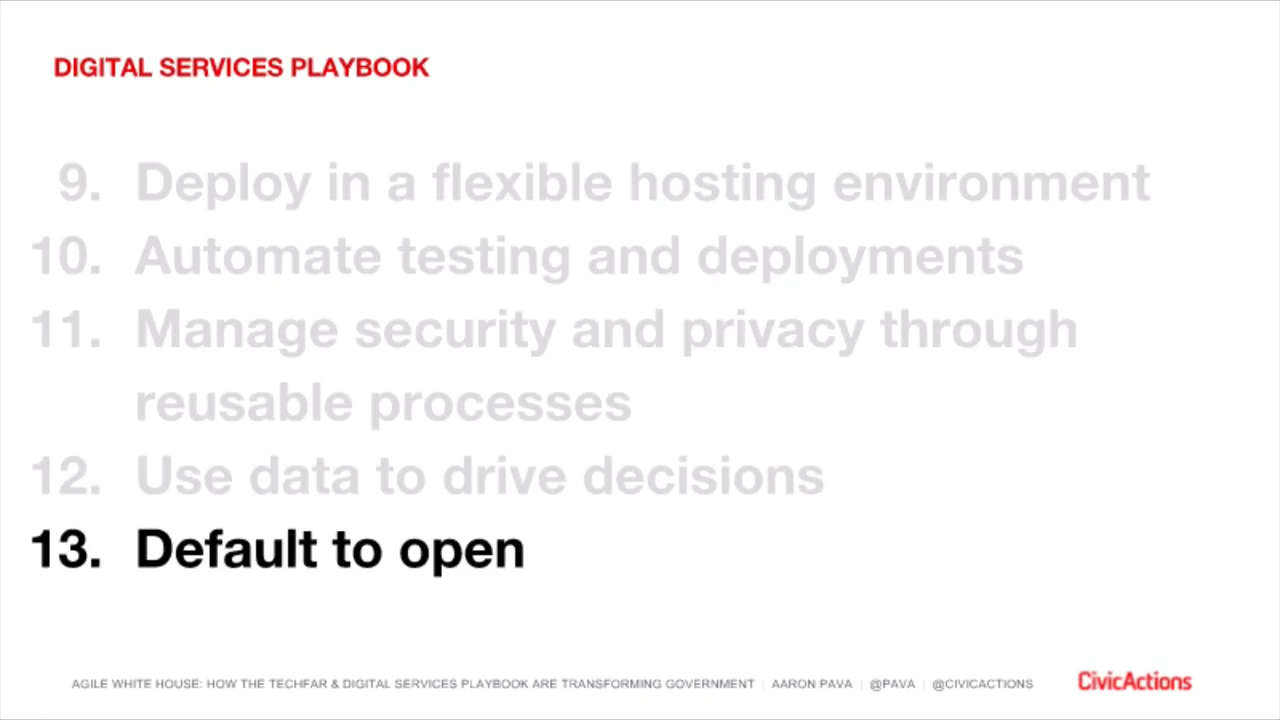 DIGITAL SERVICES PLAYBOOK
9. Deploy in a flexible hosting environment
10. Automate testing and deployments
11. Manage security and privacy through
reusable processes
12. Use data to drive decisions
13. Default to open
AGILE WHITE HOUSE: HOW THE TECHFAR & DIGITAL SERVICES PLAYBOOK ARE TRANSFORMING GOVERNMENT | AARON PAVA | @PAVA | @CIVICACTIONS CivicActions